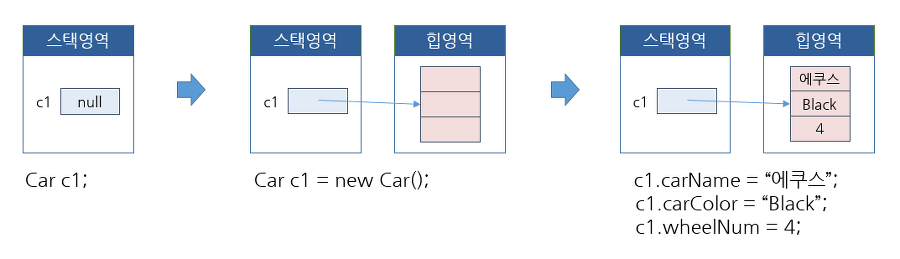 스택영역
c1 null
Car c1;
스택영역 힙영역
c1
Car c1 = new Car();
스택영역 힙영역
c1
에쿠스
Black
4
c1.carName = “에쿠스”;
c1.carColor = “Black”;
c1.wheelNum = 4;